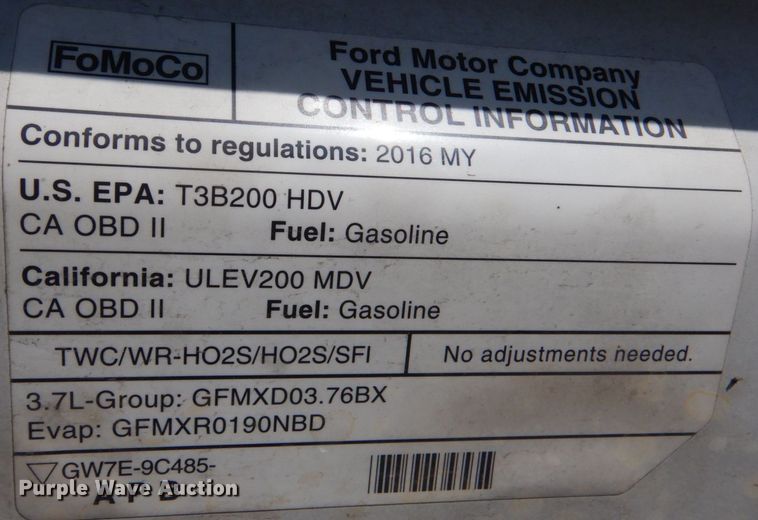 FoMoCo
Ford Motor Company
VEHICLE EMISSION
CONTROL INFORMATION
Conforms to regulations: 2016 MY
U.S. EPA: T3B200 HDV
CA OBD II Fuel: Gasoline
California: ULEV200 MDV
CA OBD II Fuel: Gasoline
TWC/WR-HO2S/HO2S/SFI No adjustments needed.
3.7L-Group: GFMXD03.76BX
Evap: GFMXR0190NBD
GW7E-9C485-
Purple Wave Auction